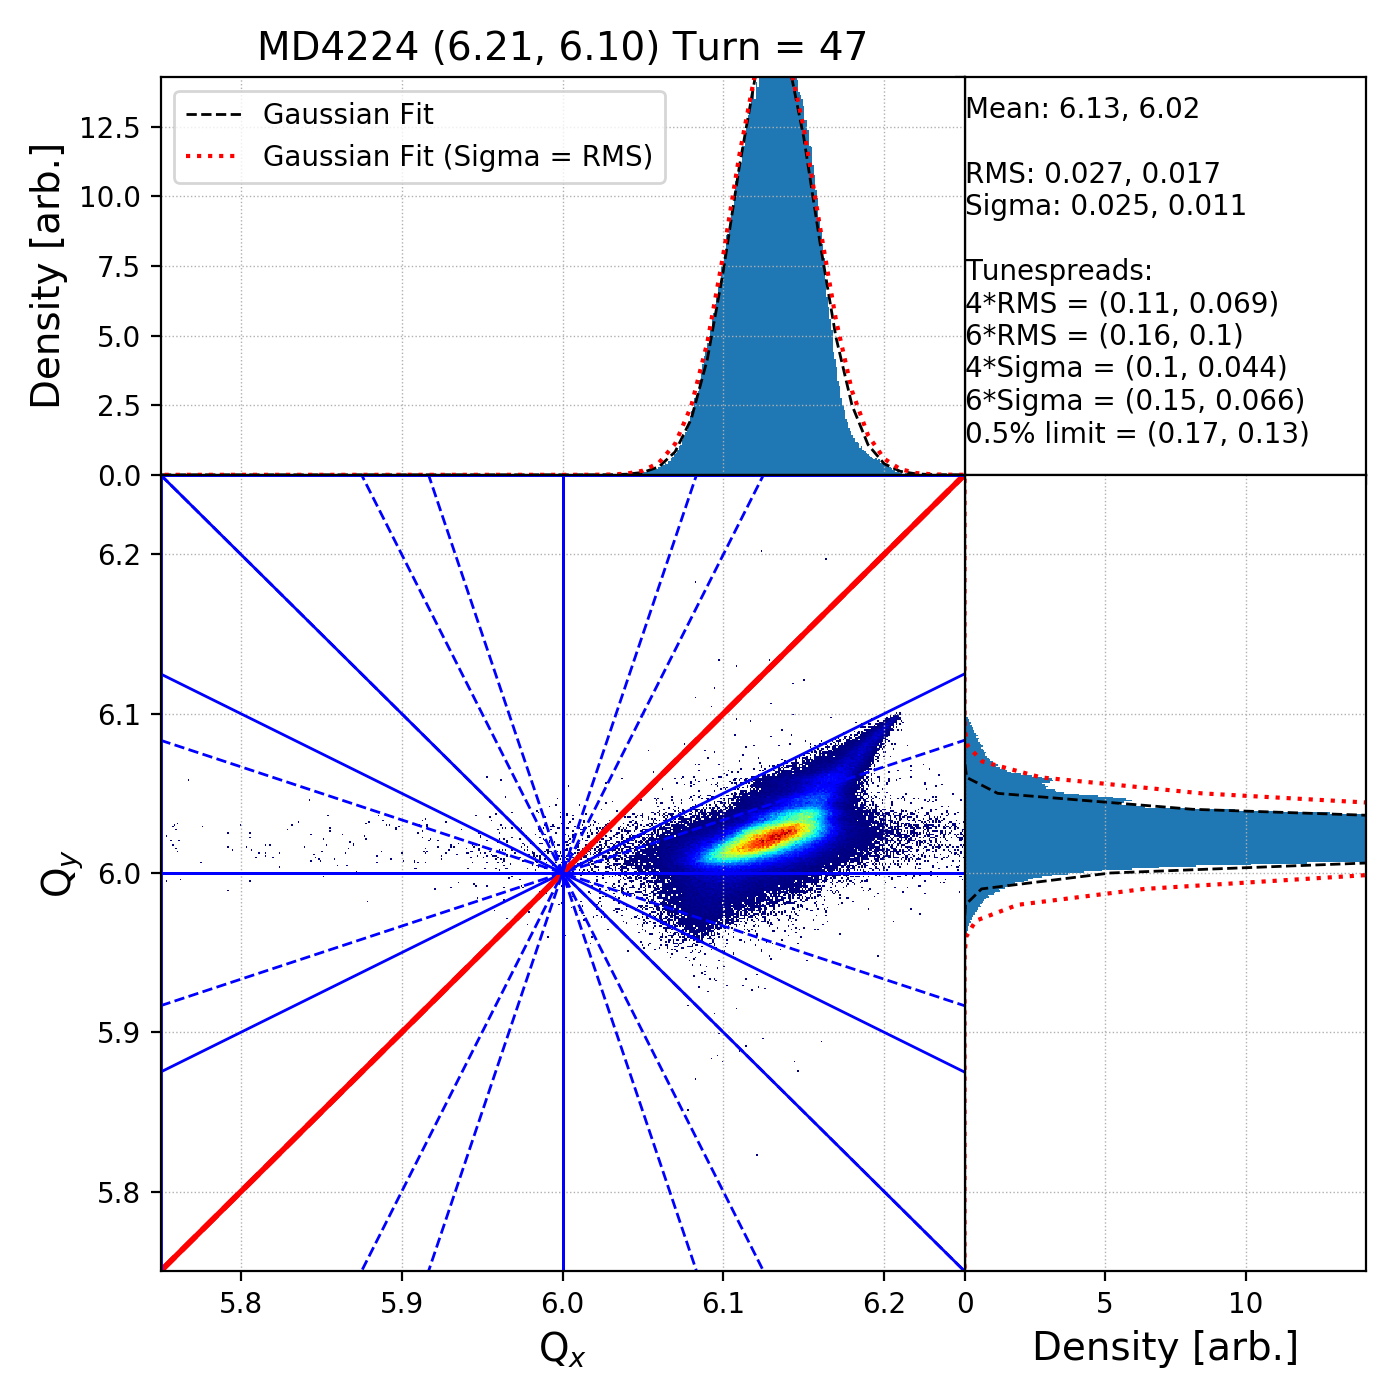 MD4224 (6.21, 6.10) Turn = 47
Gaussian Fit
Gaussian Fit (Sigma = RMS)
Density [arb.]
12.5
10.0
7.5
5.0
2.5
0.0
Mean: 6.13, 6.02
RMS: 0.027, 0.017
Sigma: 0.025, 0.011
Tunespreads:
4*RMS = (0.11, 0.069)
6*RMS = (0.16, 0.1)
4*Sigma = (0.1, 0.044)
6*Sigma = (0.15, 0.066)
0.5% limit = (0.17, 0.13)
Qy
6.2
6.1
6.0
5.9
5.8
5.8 5.9 6.0 6.1 6.2
Qx
0 5 10
Density [arb.]